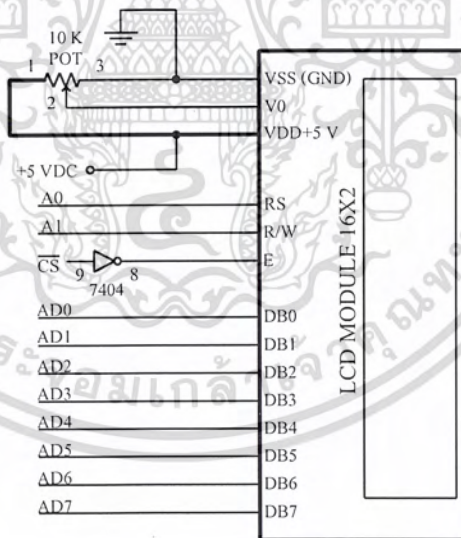 10 K
POT
1
3
2
VSS (GND)
V0
VDD+5 V
+5 VDC
A0
RS
A1
R/W
CS
9
8
E
7404
AD0
DB0
AD1
DB1
AD2
DB2
AD3
DB3
AD4
DB4
AD5
DB5
AD6
DB6
AD7
DB7
LCD MODULE 16X2